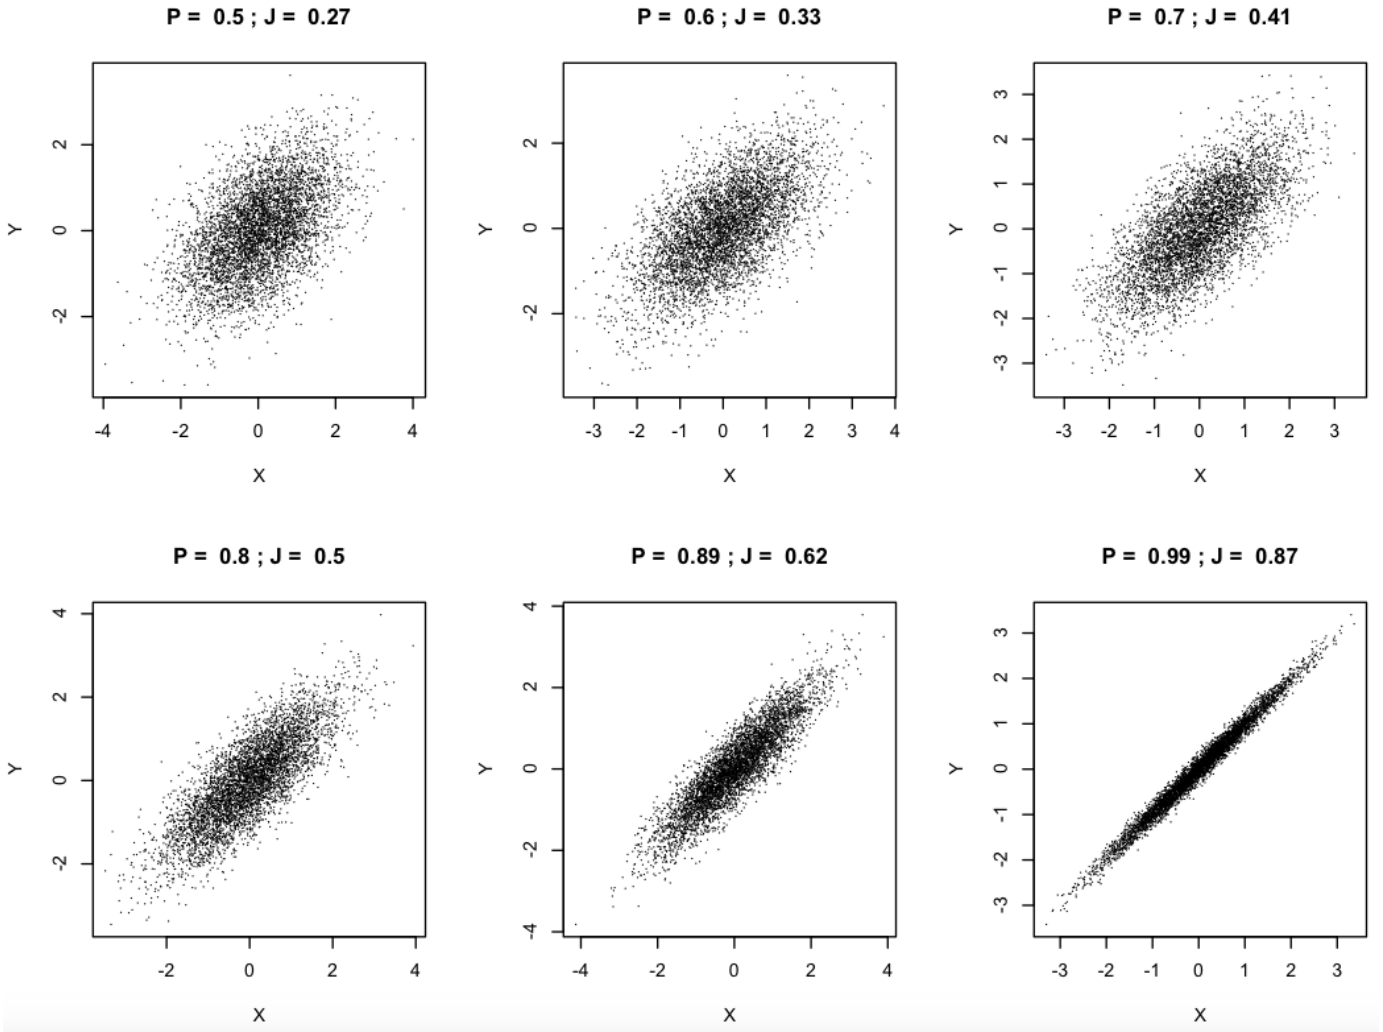 P = 0.5 ; J = 0.27
P = 0.6 ; J = 0.33
P = 0.7 ; J = 0.41
Y
2
0
-2
-4 -2 0 2 4
X
Y
2
0
-2
-3 -2 -1 0 1 2 3 4
X
Y
3
2
1
0
-1
-2
-3
-3 -2 -1 0 1 2 3
X
P = 0.8 ; J = 0.5
P = 0.89 ; J = 0.62
P = 0.99 ; J = 0.87
Y
4
2
0
-2
-2 0 2 4
X
Y
4
2
0
-2
-4
-4 -2 0 2 4
X
Y
3
2
1
0
-1
-2
-3
-3 -2 -1 0 1 2 3
X